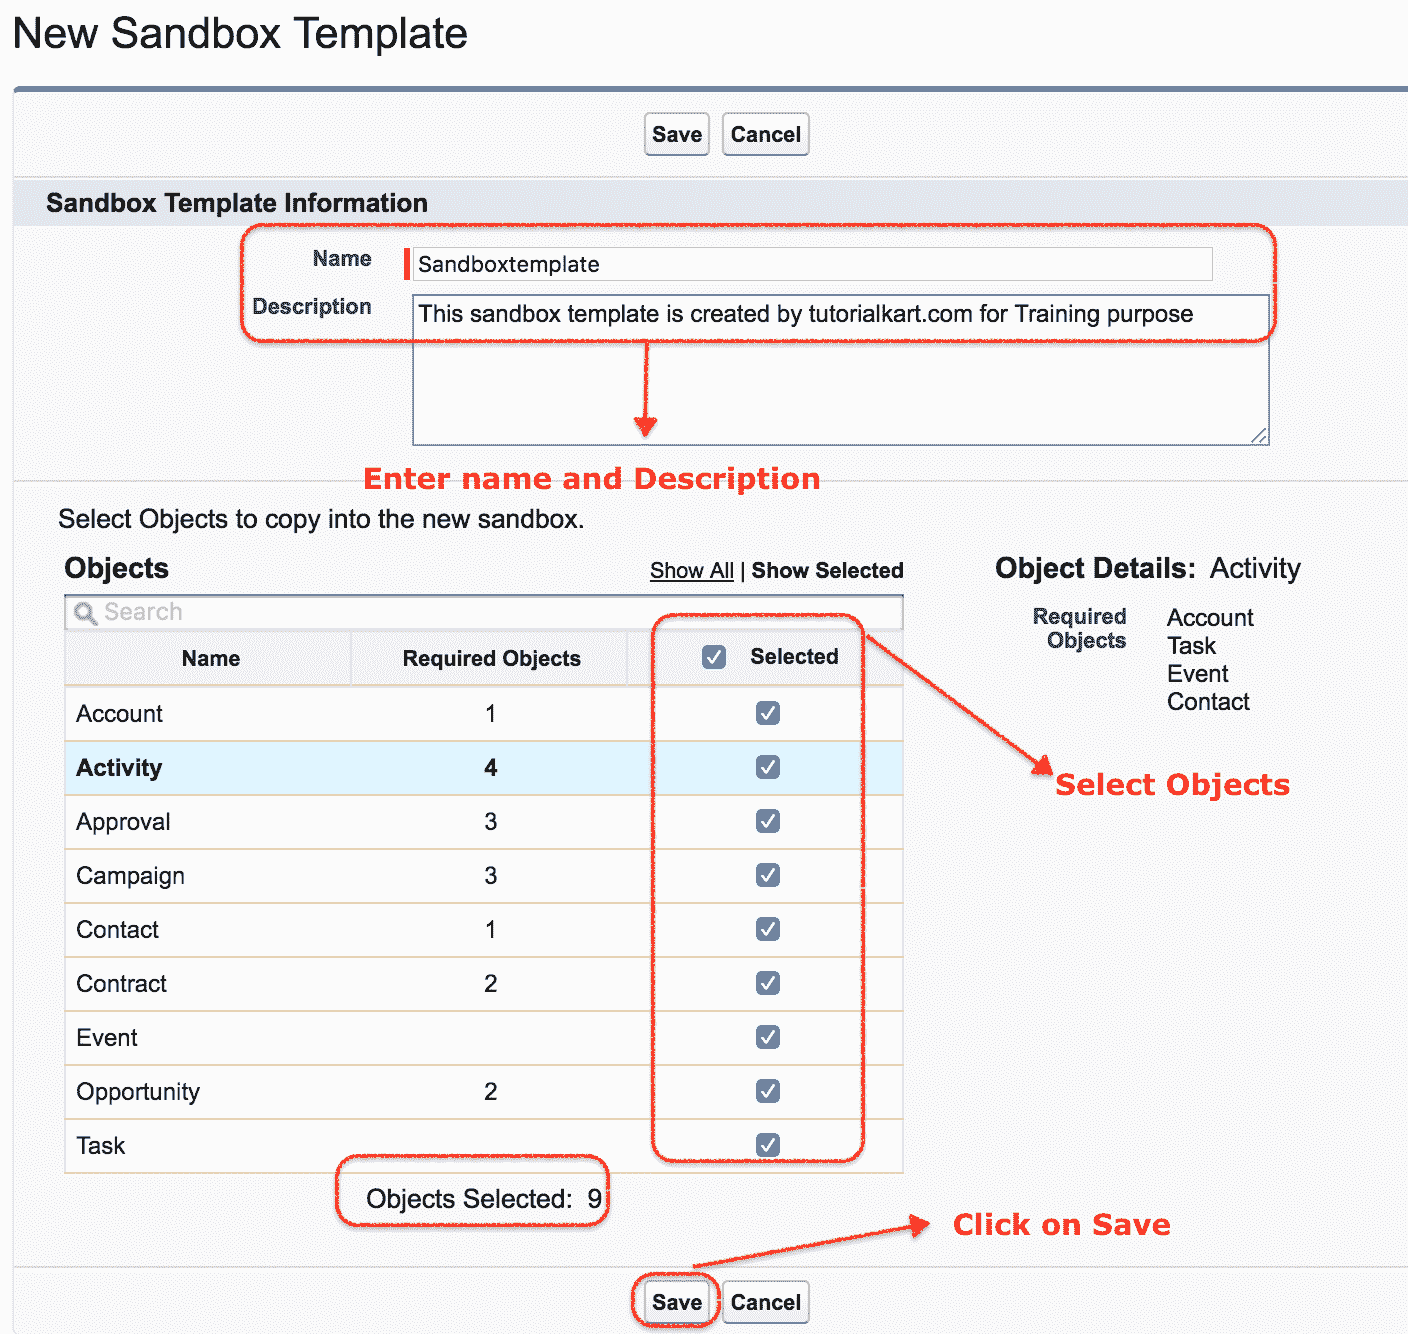 New Sandbox Template
Save Cancel
Sandbox Template Information
Name Sandboxtemplate
Description This sandbox template is created by tutorialkart.com for Training purpose
Enter name and Description
Select Objects to copy into the new sandbox.
Objects Show All | Show Selected
Search
Name Required Objects Selected
Account 1
Activity 4
Approval 3
Campaign 3
Contact 1
Contract 2
Event
Opportunity 2
Task
Objects Selected: 9
Object Details: Activity
Required Objects
Account
Task
Event
Contact
Select Objects
Click on Save
Save Cancel